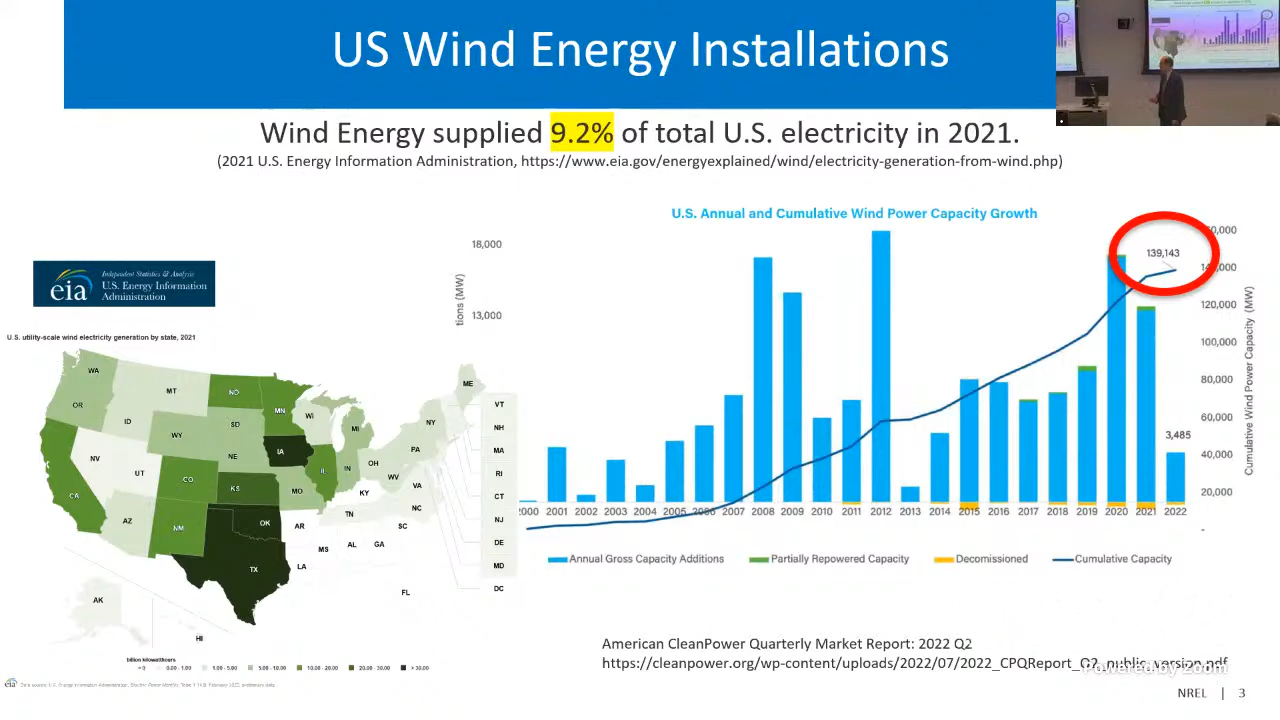 US Wind Energy Installations
Wind Energy supplied 9.2% of total U.S. electricity in 2021.
(2021 U.S. Energy Information Administration, https://www.eia.gov/energyexplained/wind/electricity-generation-from-wind.php)
eia
Independent Statistics & Analysis
U.S. Energy Information
Administration
U.S. utility-scale wind electricity generation by state, 2021
WA
MT
ND
MN
ME
OR
ID
SD
WI
MI
NY
VT
NH
WY
NE
IA
PA
MA
NV
UT
CO
KS
IL
IN
OH
WV
VA
RI
CA
MO
KY
CT
AZ
NM
OK
AR
TN
NC
SC
NJ
TX
LA
MS
AL
GA
DE
MD
FL
DC
AK
HI
billion kilowatthours
0.00 - 1.00
1.00 - 5.00
5.00 - 10.00
10.00 - 20.00
20.00 - 30.00
> 30.00
eia
U.S. Annual and Cumulative Wind Power Capacity Growth
18,000
13,000
tions (MW)
139,143
3,485
120,000
100,000
80,000
60,000
40,000
20,000
-
Cumulative Wind Power Capacity (MW)
2000 2001 2002 2003 2004 2005 2006 2007 2008 2009 2010 2011 2012 2013 2014 2015 2016 2017 2018 2019 2020 2021 2022
Annual Gross Capacity Additions
Partially Repowered Capacity
Decomissioned
Cumulative Capacity
American CleanPower Quarterly Market Report: 2022 Q2
https://cleanpower.org/wp-content/uploads/2022/07/2022_CPQReport_Q2_public_version.pdf
Powered by Zoom
NREL | 3